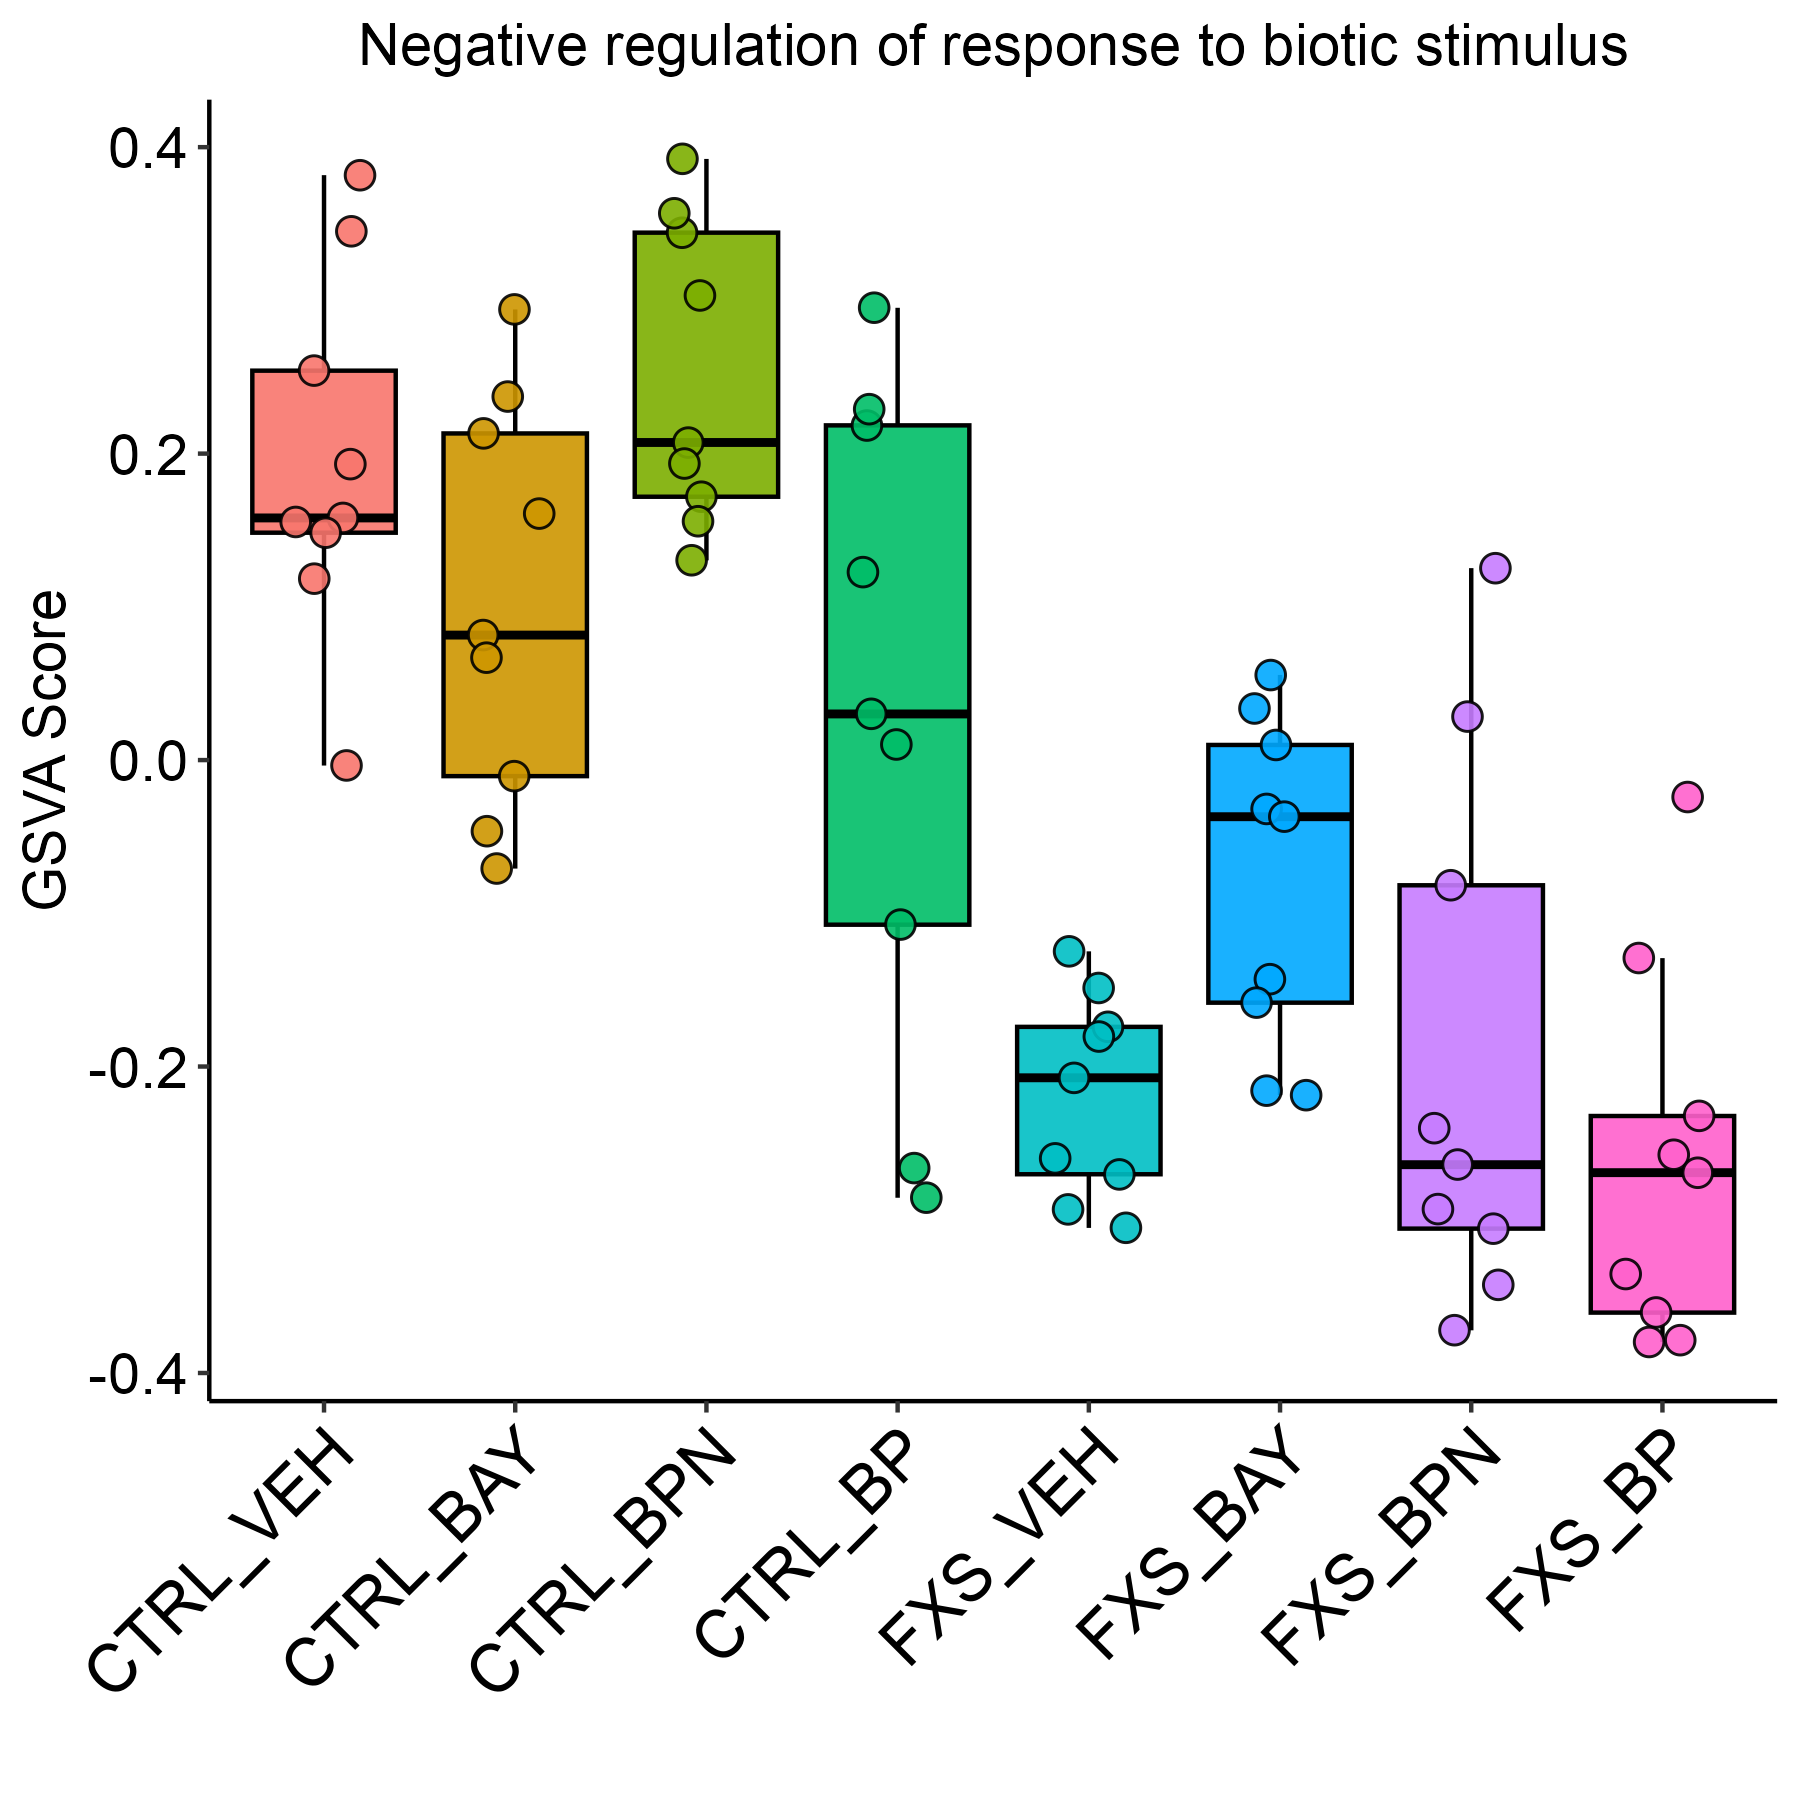 Negative regulation of response to biotic stimulus
GSVA Score
0.4
0.2
0.0
-0.2
-0.4
CTRL_VEH
CTRL_BAY
CTRL_BPN
CTRL_BP
FXS_VEH
FXS_BAY
FXS_BPN
FXS_BP